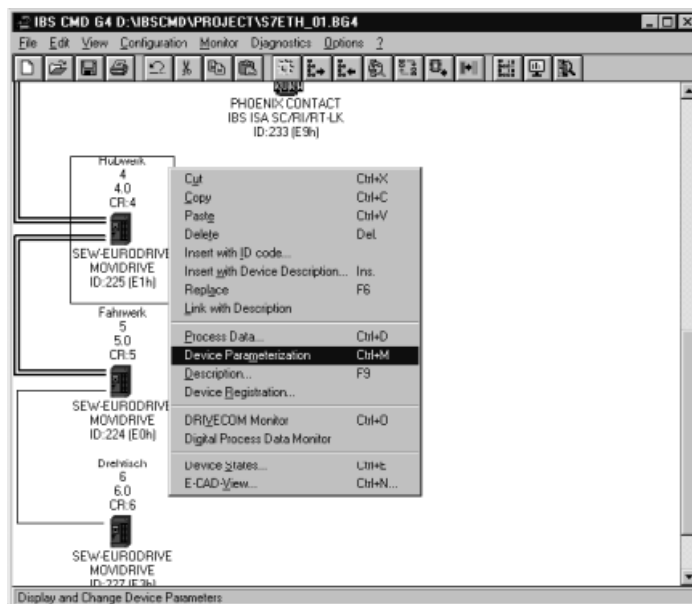 IBS CMD G4 D:\IBSCMD\PROJECT\S7ETH_01.BG4
File Edit View Configuration Monitor Diagnostics Options ?
PHOENIX CONTACT
IBS ISA SC/RI/RT-LK
ID:233 (E9h)
Hubwerk
4
4.0
CR:4
SEW-EURODRIVE
MOVIDRIVE
ID:225 (E1h)
Fahrwerk
5
5.0
CR:5
SEW-EURODRIVE
MOVIDRIVE
ID:224 (E0h)
Drehtisch
6
6.0
CR:6
SEW-EURODRIVE
MOVIDRIVE
ID:227 (E3h)
Cut Ctrl+X
Copy Ctrl+C
Paste Ctrl+V
Delete Del.
Insert with ID code...
Insert with Device Description... Ins.
Replace F6
Link with Description
Process Data... Ctrl+D
Device Parameterization Ctrl+M
Description... F9
Device Registration...
DRIVECOM Monitor Ctrl+O
Digital Process Data Monitor
Device States... Ctrl+E
E-CAD-View... Ctrl+N...
Display and Change Device Parameters